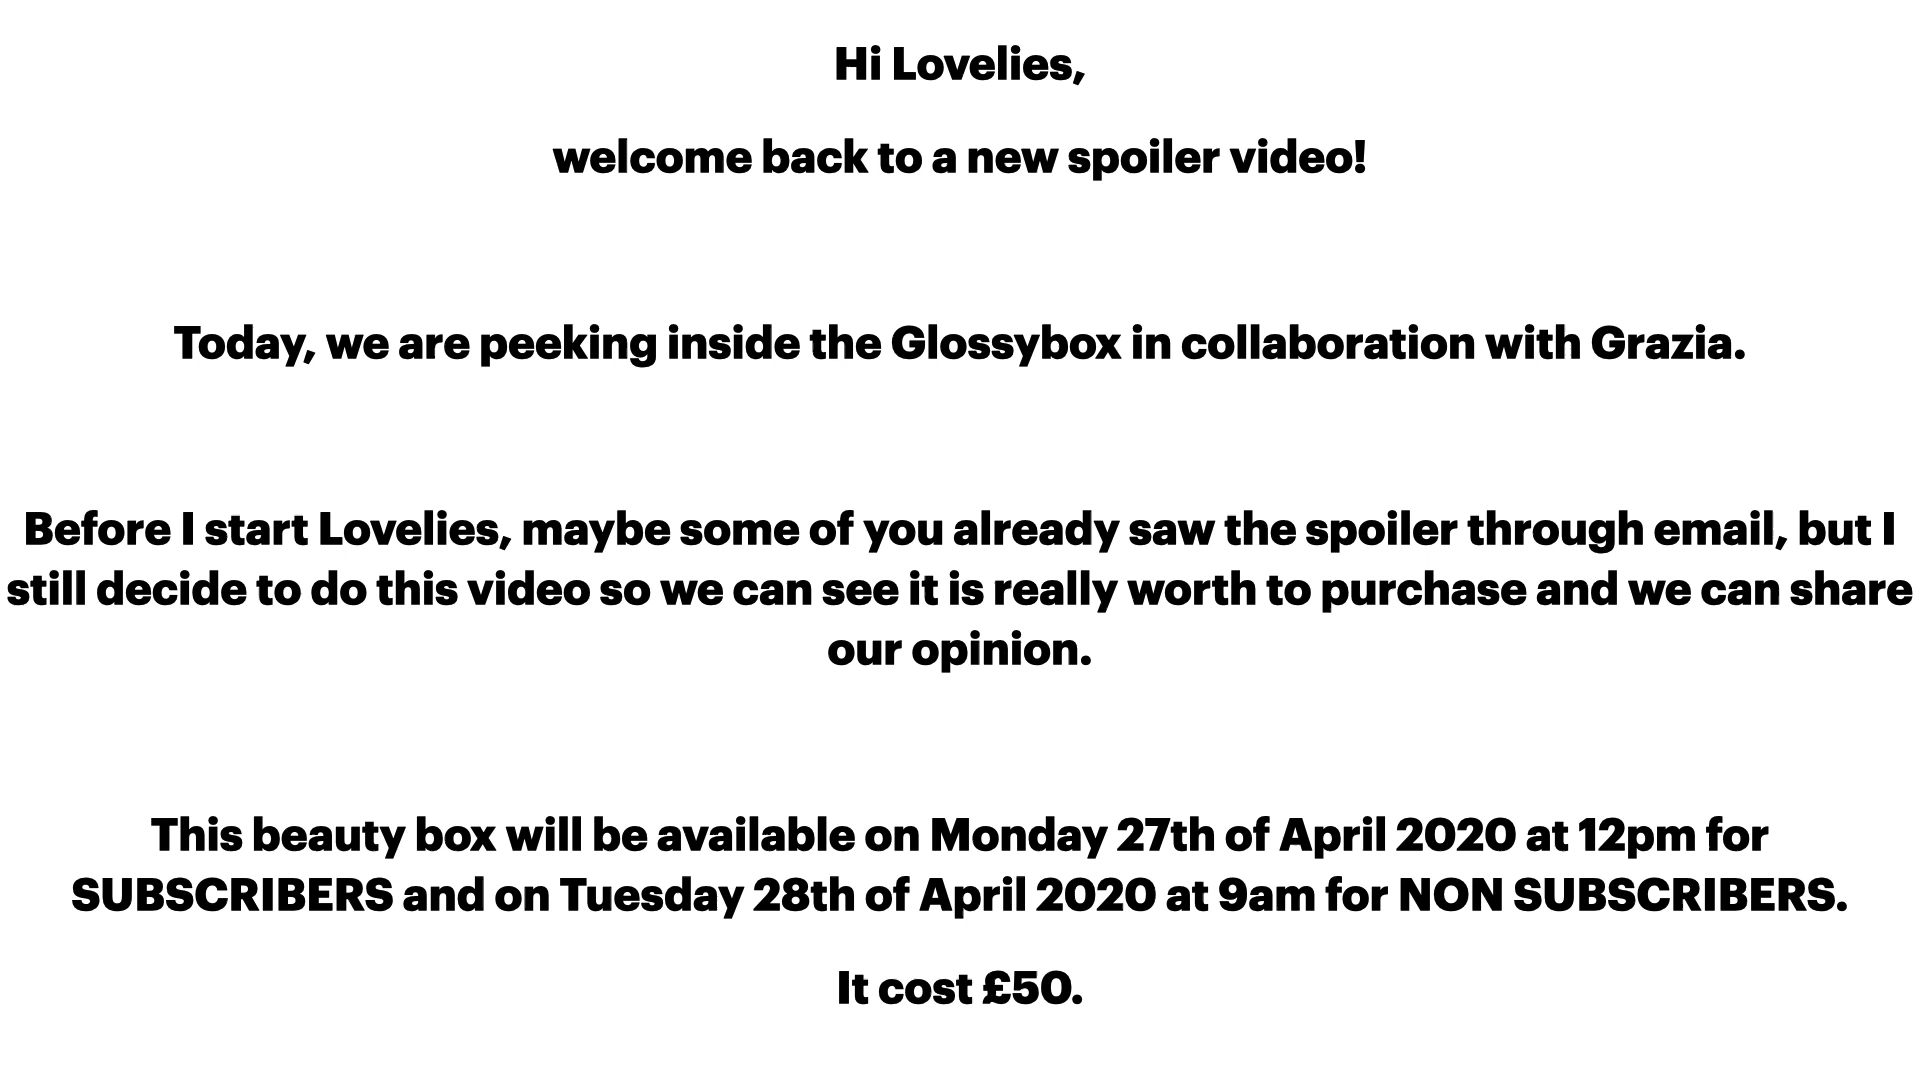 Hi Lovelies,
welcome back to a new spoiler video!
Today, we are peeking inside the Glossybox in collaboration with Grazia.
Before I start Lovelies, maybe some of you already saw the spoiler through email, but I
still decide to do this video so we can see it is really worth to purchase and we can share
our opinion.
This beauty box will be available on Monday 27th of April 2020 at 12pm for
SUBSCRIBERS and on Tuesday 28th of April 2020 at 9am for NON SUBSCRIBERS.
It cost £50.